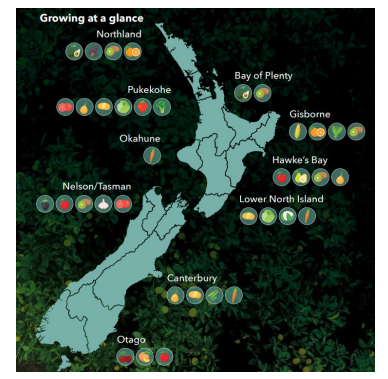 Growing at a glance
Northland
Bay of Plenty
Pukekohe
Gisborne
Okahune
Hawke's Bay
Nelson/Tasman
Lower North Island
Canterbury
Otago